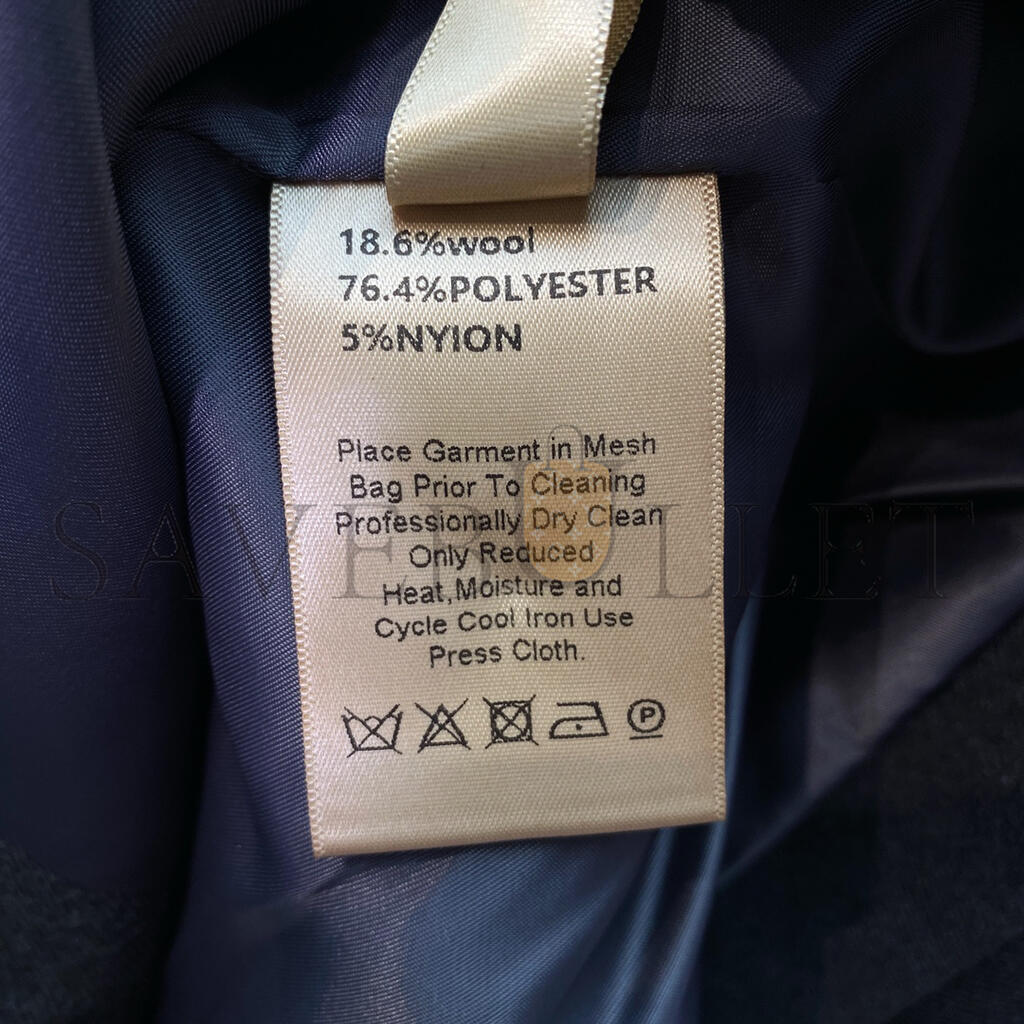 18.6%wool
76.4%POLYESTER
5%NYION
Place Garment in Mesh
Bag Prior To Cleaning
Professionally Dry Clean
Only Reduced
Heat,Moisture and
Cycle Cool Iron Use
Press Cloth.
P
SAVEBULLET